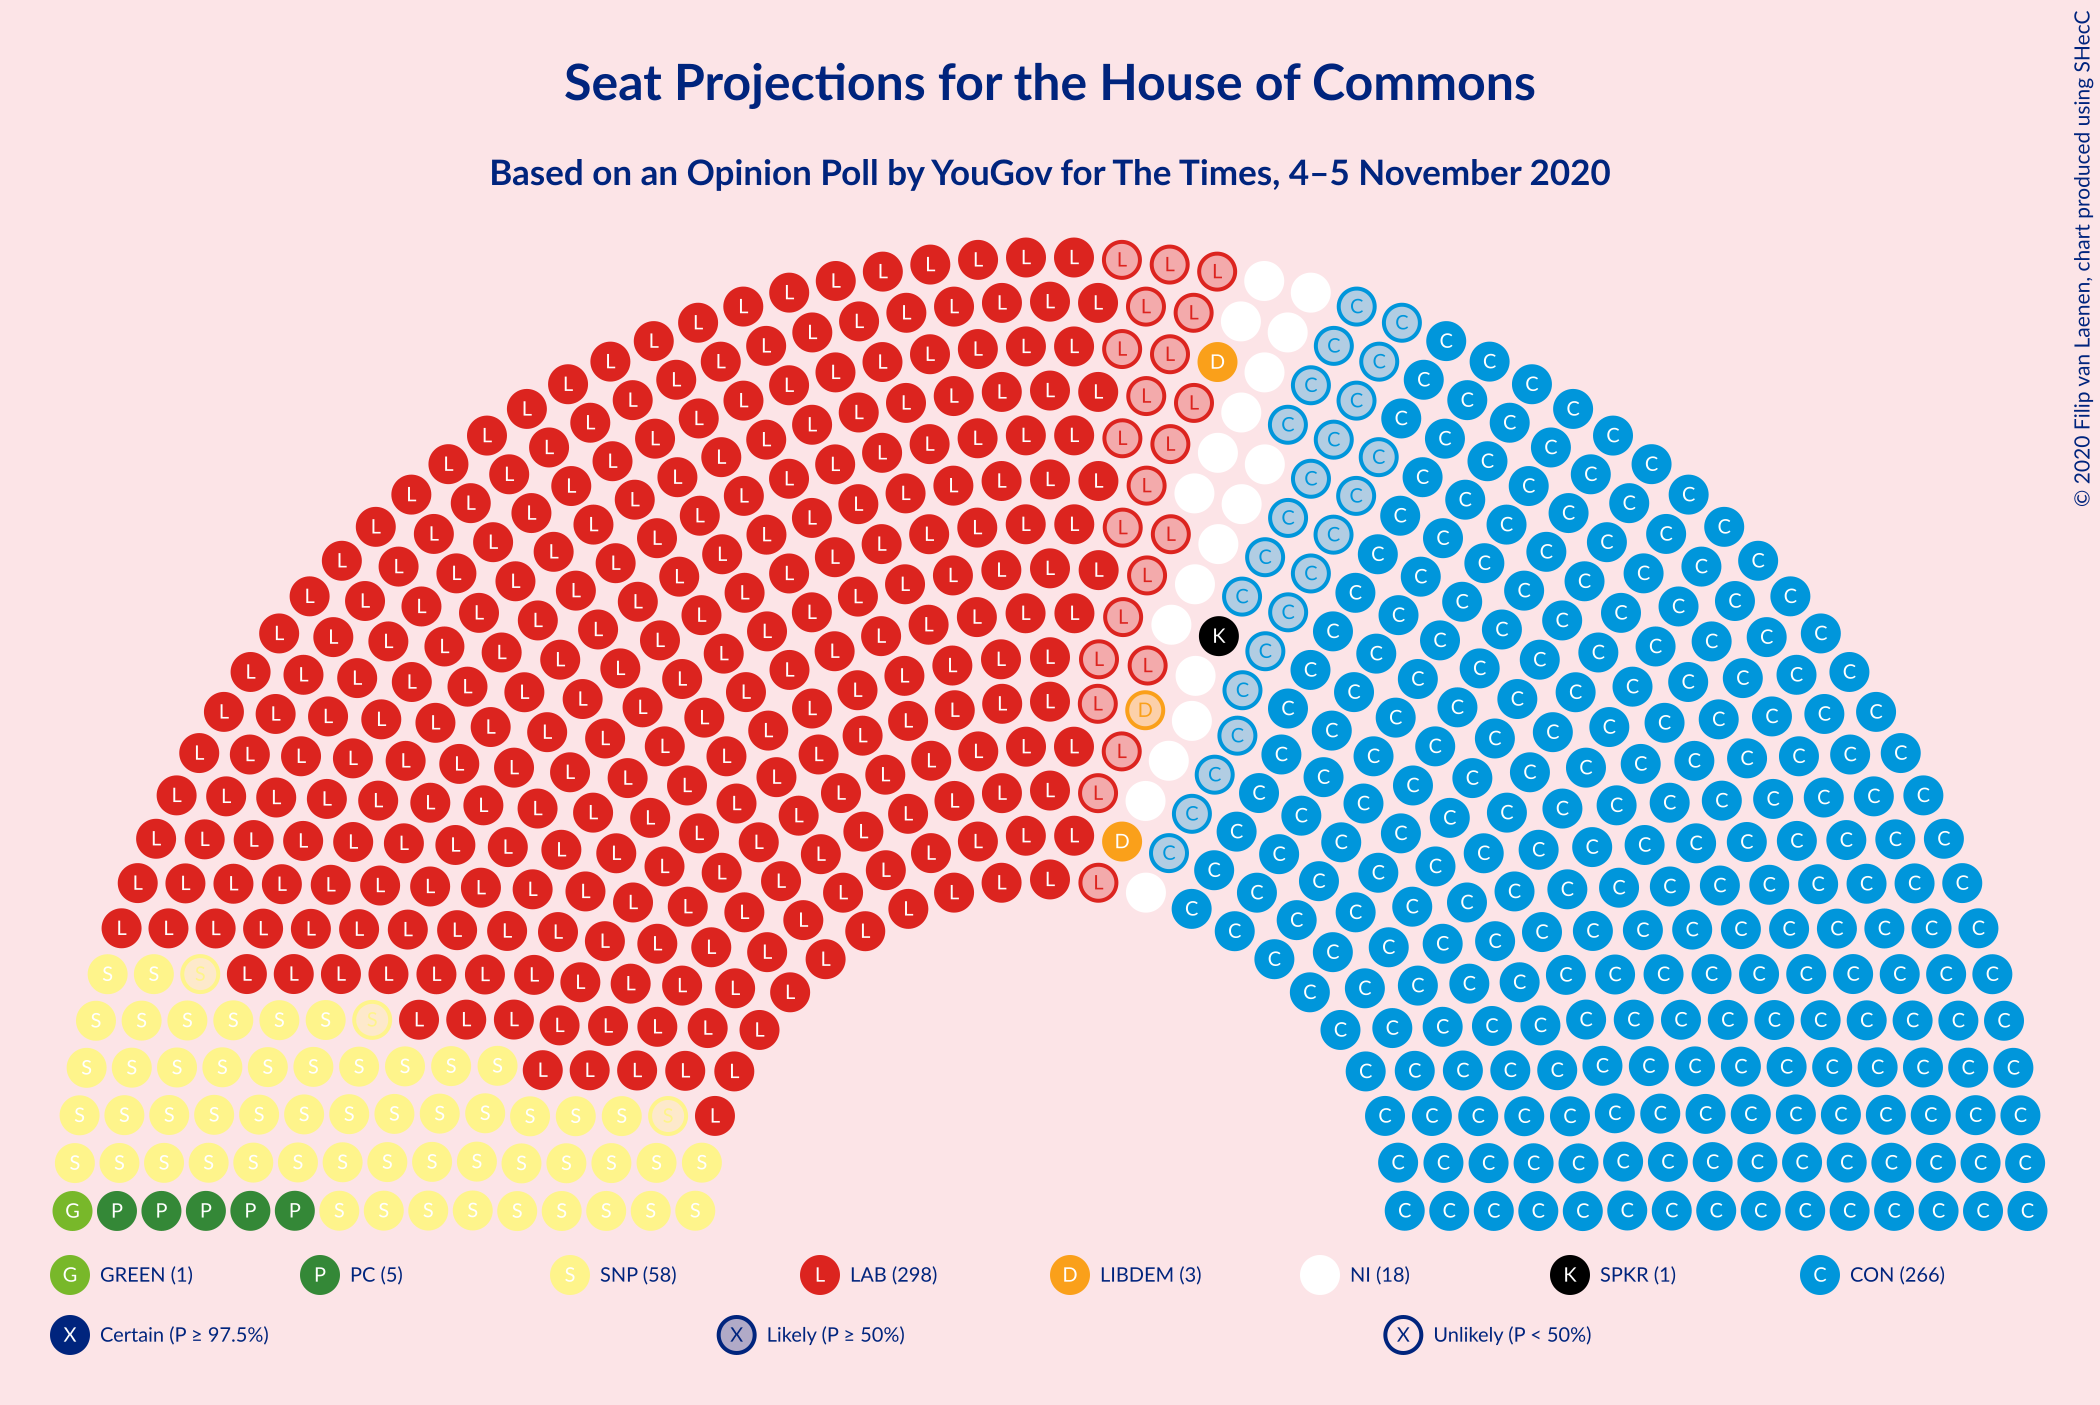 Seat Projections for the House of Commons
Based on an Opinion Poll by YouGov for The Times, 4–5 November 2020
© 2020 Filip van Laenen, chart produced using SHecC
G GREEN (1)
P PC (5)
S SNP (58)
L LAB (298)
D LIBDEM (3)
NI (18)
K SPKR (1)
C CON (266)
X Certain (P ≥ 97.5%)
X Likely (P ≥ 50%)
X Unlikely (P < 50%)